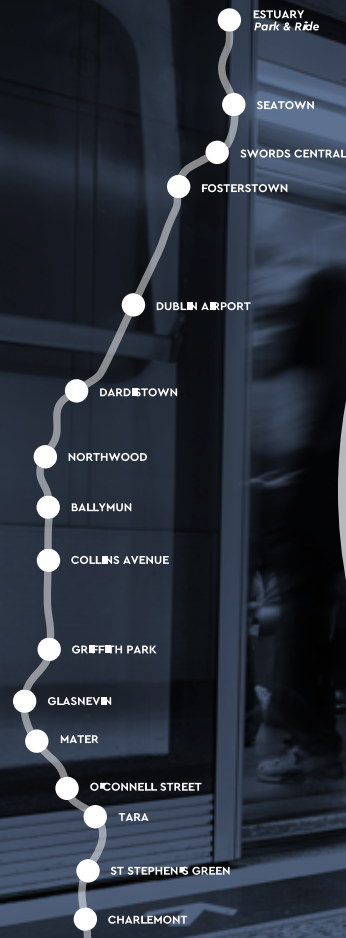 ESTUARY
Park & Ride
SEATOWN
SWORDS CENTRAL
FOSTERSTOWN
DUBLIN AIRPORT
DARDISTOWN
NORTHWOOD
BALLYMUN
COLLINS AVENUE
GRIFFITH PARK
GLASNEVIN
MATER
O'CONNELL STREET
TARA
ST STEPHEN'S GREEN
CHARLEMONT